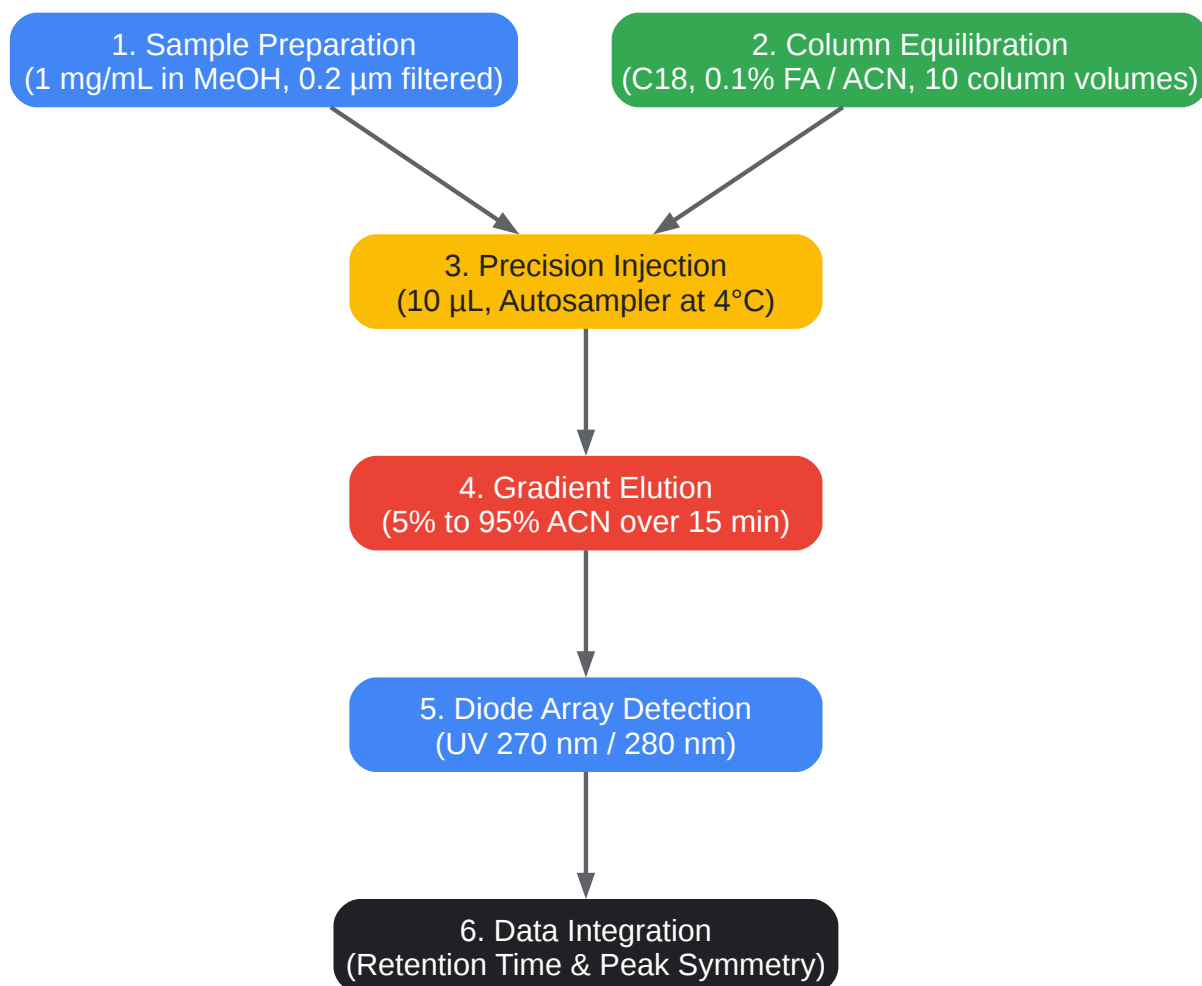 1. Sample Preparation
(1 mg/mL in MeOH, 0.2 µm filtered)
2. Column Equilibration
(C18, 0.1% FA / ACN, 10 column volumes)
3. Precision Injection
(10 µL, Autosampler at 4°C)
4. Gradient Elution
(5% to 95% ACN over 15 min)
5. Diode Array Detection
(UV 270 nm / 280 nm)
6. Data Integration
(Retention Time & Peak Symmetry)